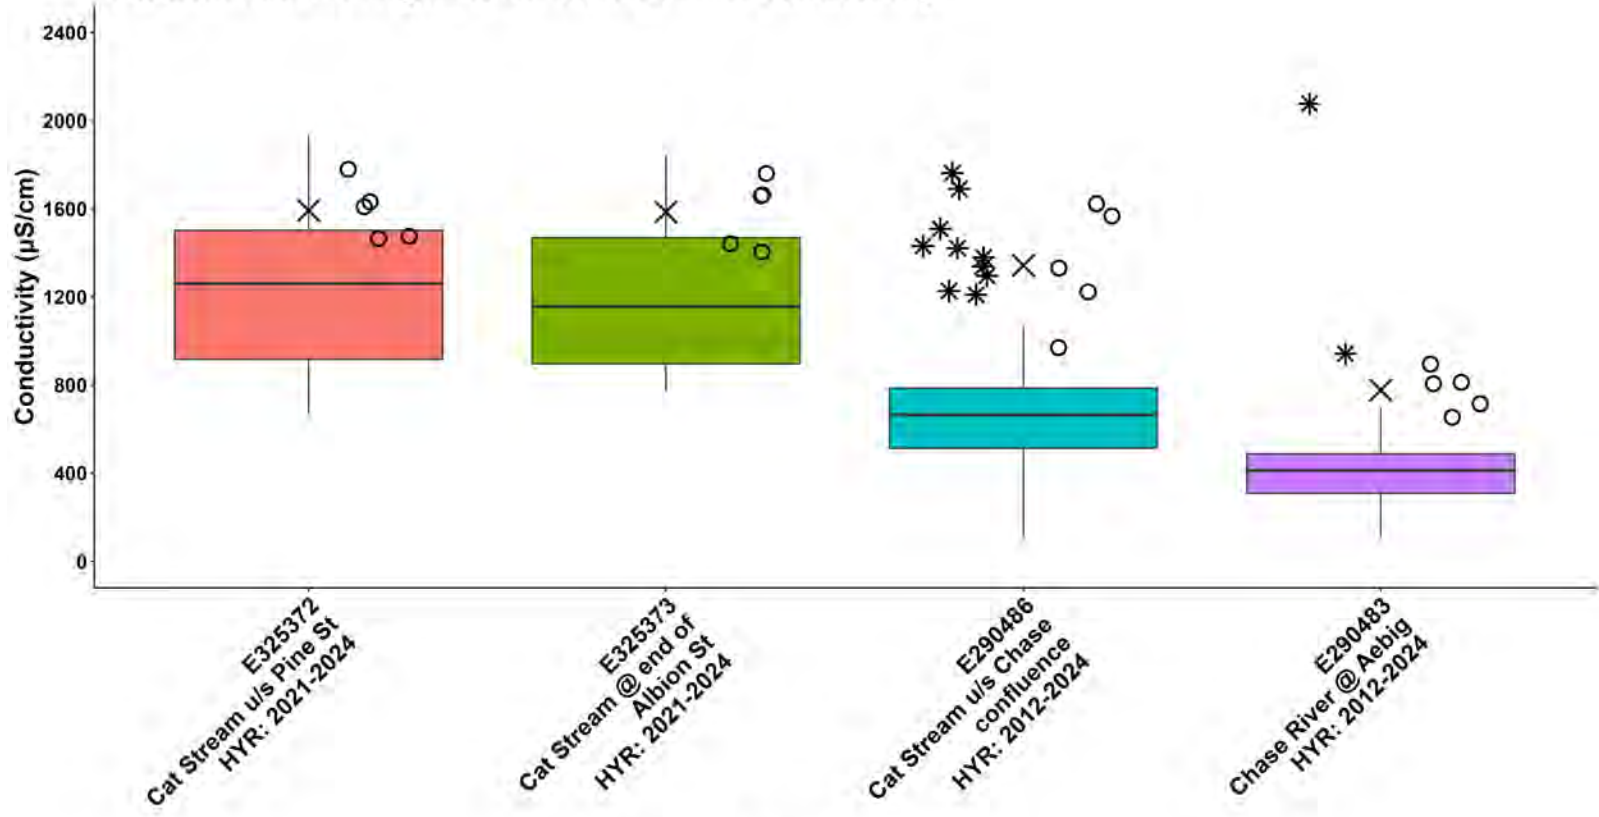 2400
2000
1600
1200
800
400
0
Conductivity (µS/cm)
E325372
Cat Stream u/s Pine St
HYR: 2021-2024
E325373
Cat Stream @ end of
Albion St
HYR: 2021-2024
E290486
Cat Stream u/s Chase
confluence
HYR: 2012-2024
E290483
Chase River @ Aebig
HYR: 2012-2024